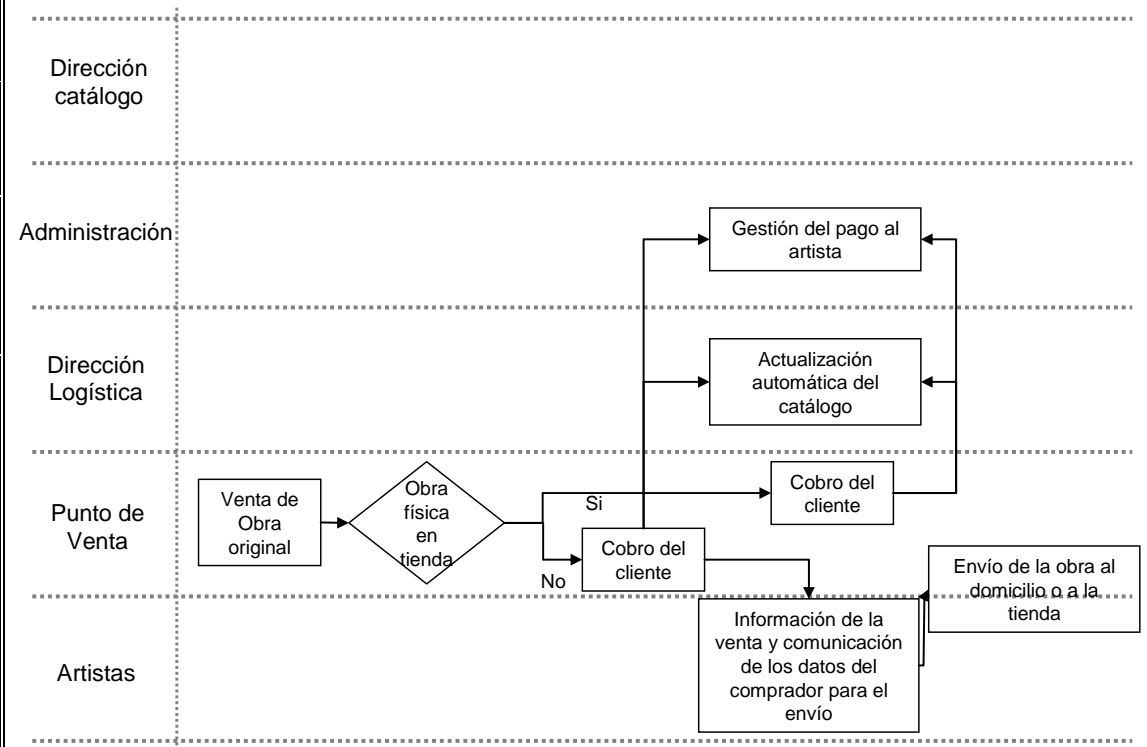 Dirección
catálogo
Administración
Gestión del pago al
artista
Dirección
Logística
Actualización
automática del
catálogo
Punto de
Venta
Venta de
Obra
original
Obra
física
en
tienda
Si
No
Cobro del
cliente
Cobro del
cliente
Envío de la obra al
domicilio o a la
tienda
Artistas
Información de la
venta y comunicación
de los datos del
comprador para el
envío